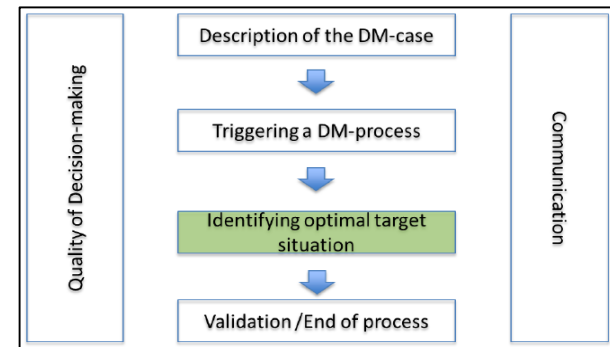 Quality of Decision-making
Description of the DM-case
Triggering a DM-process
Identifying optimal target
situation
Validation /End of process
Communication